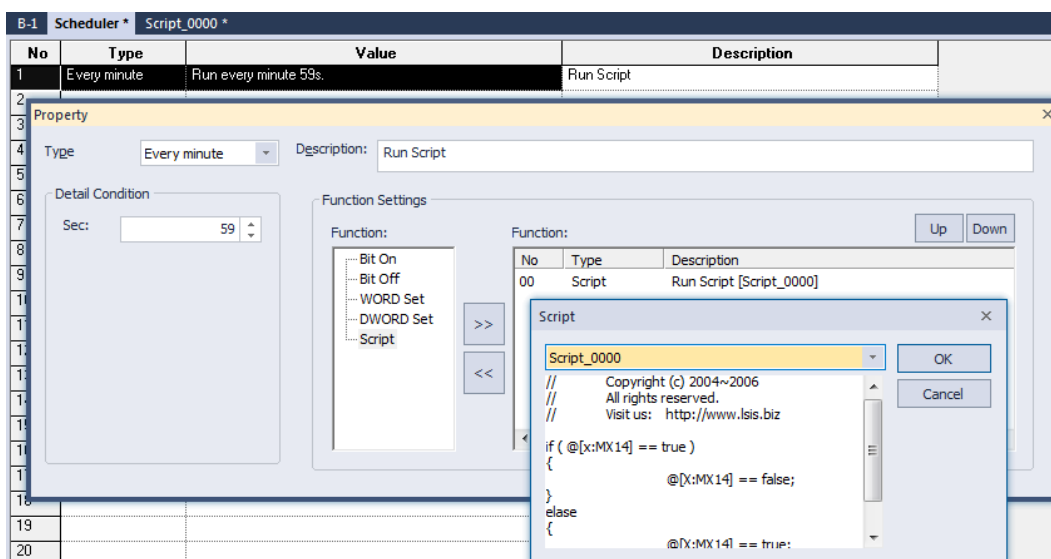 B-1 Scheduler * Script_0000 *
No Type Value Description
1 Every minute Run every minute 59s. Run Script
2
Property
3
4 Type Every minute Description: Run Script
5
6 Detail Condition Function Settings
7 Sec: 59 Function: Function: Up Down
8 Bit On No Type Description
9 Bit Off 00 Script Run Script [Script_0000]
WORD Set
DWORD Set
Script
>>
<<
Script
Script_0000 OK
// Copyright (c) 2004~2006 Cancel
// All rights reserved.
// Visit us: http://www.lsis.biz
if ( @[x:MX14] == true )
{
@[X:MX14] == false;
}
elase
{
@[X:MX14] == true;
18
19
20